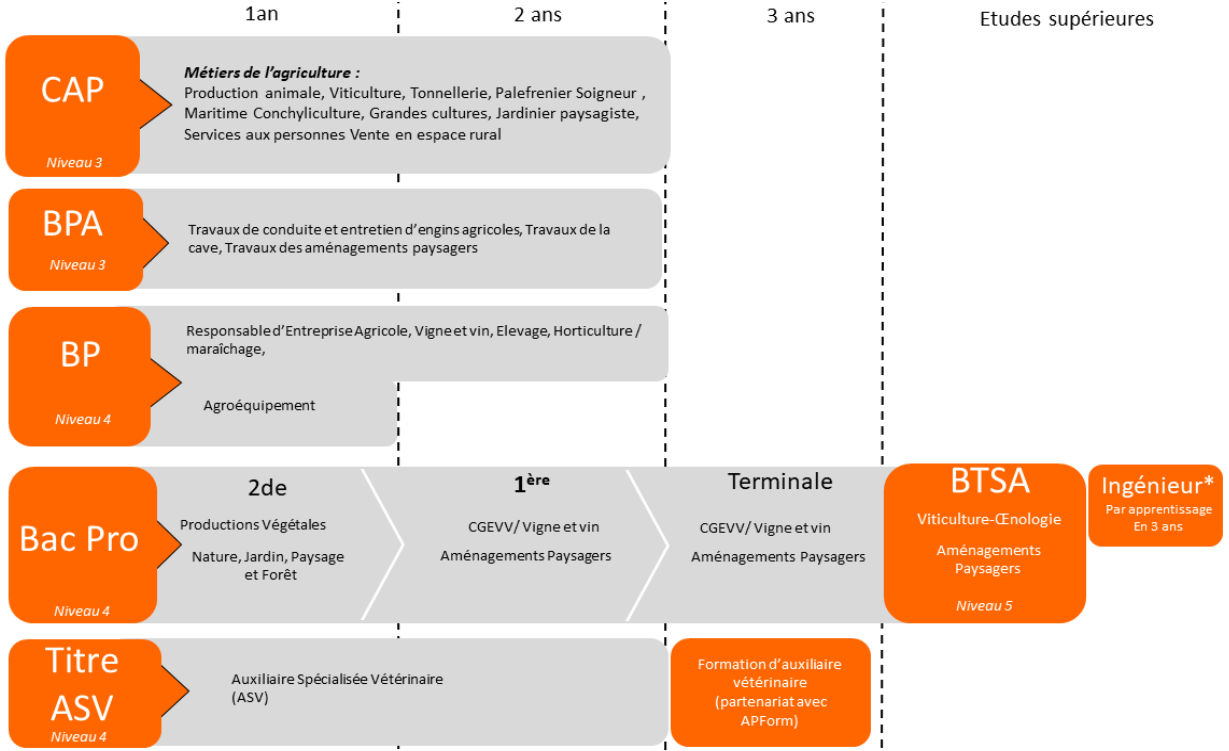 1an
2 ans
3 ans
Etudes supérieures
CAP
Niveau 3
Métiers de l'agriculture :
Production animale, Viticulture, Tonnellerie, Palefrenier Soigneur ,
Maritime Conchyliculture, Grandes cultures, Jardinier paysagiste,
Services aux personnes Vente en espace rural
BPA
Niveau 3
Travaux de conduite et entretien d'engins agricoles, Travaux de la
cave, Travaux des aménagements paysagers
BP
Niveau 4
Responsable d'Entreprise Agricole, Vigne et vin, Elevage, Horticulture /
maraîchage,
Agroéquipement
Bac Pro
Niveau 4
2de
Productions Végétales
Nature, Jardin, Paysage
et Forêt
1ère
CGEVV/ Vigne et vin
Aménagements Paysagers
Terminale
CGEVV/ Vigne et vin
Aménagements Paysagers
BTSA
Viticulture-Œnologie
Aménagements
Paysagers
Niveau 5
Ingénieur*
Par apprentissage
En 3 ans
Titre
ASV
Niveau 4
Auxiliaire Spécialisée Vétérinaire
(ASV)
Formation d'auxiliaire
vétérinaire
(partenariat avec
APForm)